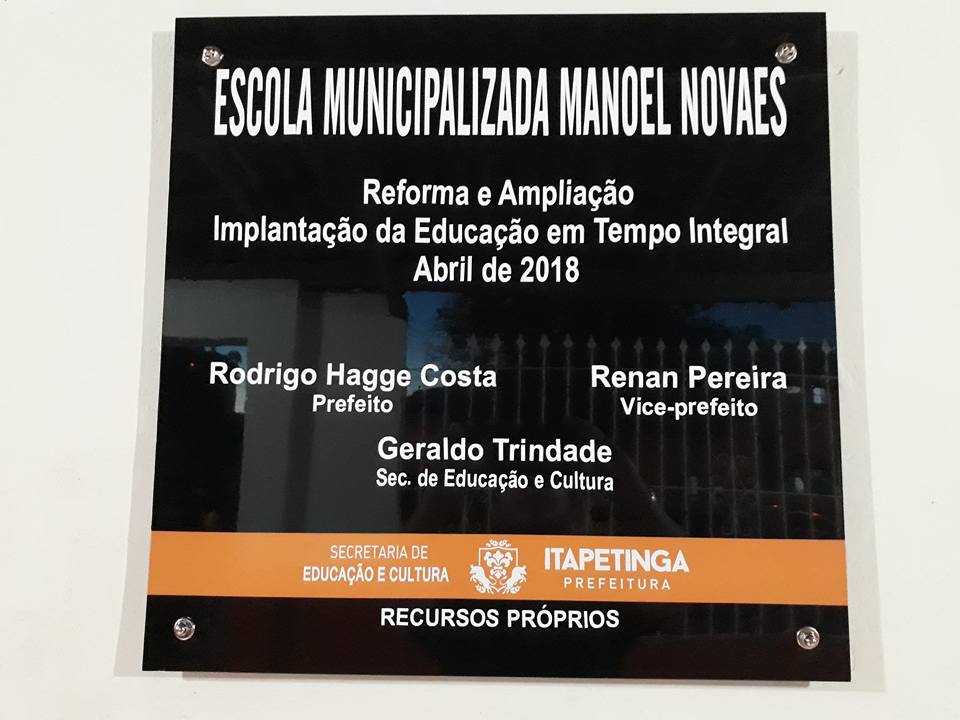 ESCOLA MUNICIPALIZADA MANOEL NOVAES
Reforma e Ampliação
Implantação da Educação em Tempo Integral
Abril de 2018
Rodrigo Hagge Costa
Prefeito
Renan Pereira
Vice-prefeito
Geraldo Trindade
Sec. de Educação e Cultura
SECRETARIA DE
EDUCAÇÃO E CULTURA
ITAPETINGA
PREFEITURA
RECURSOS PRÓPRIOS